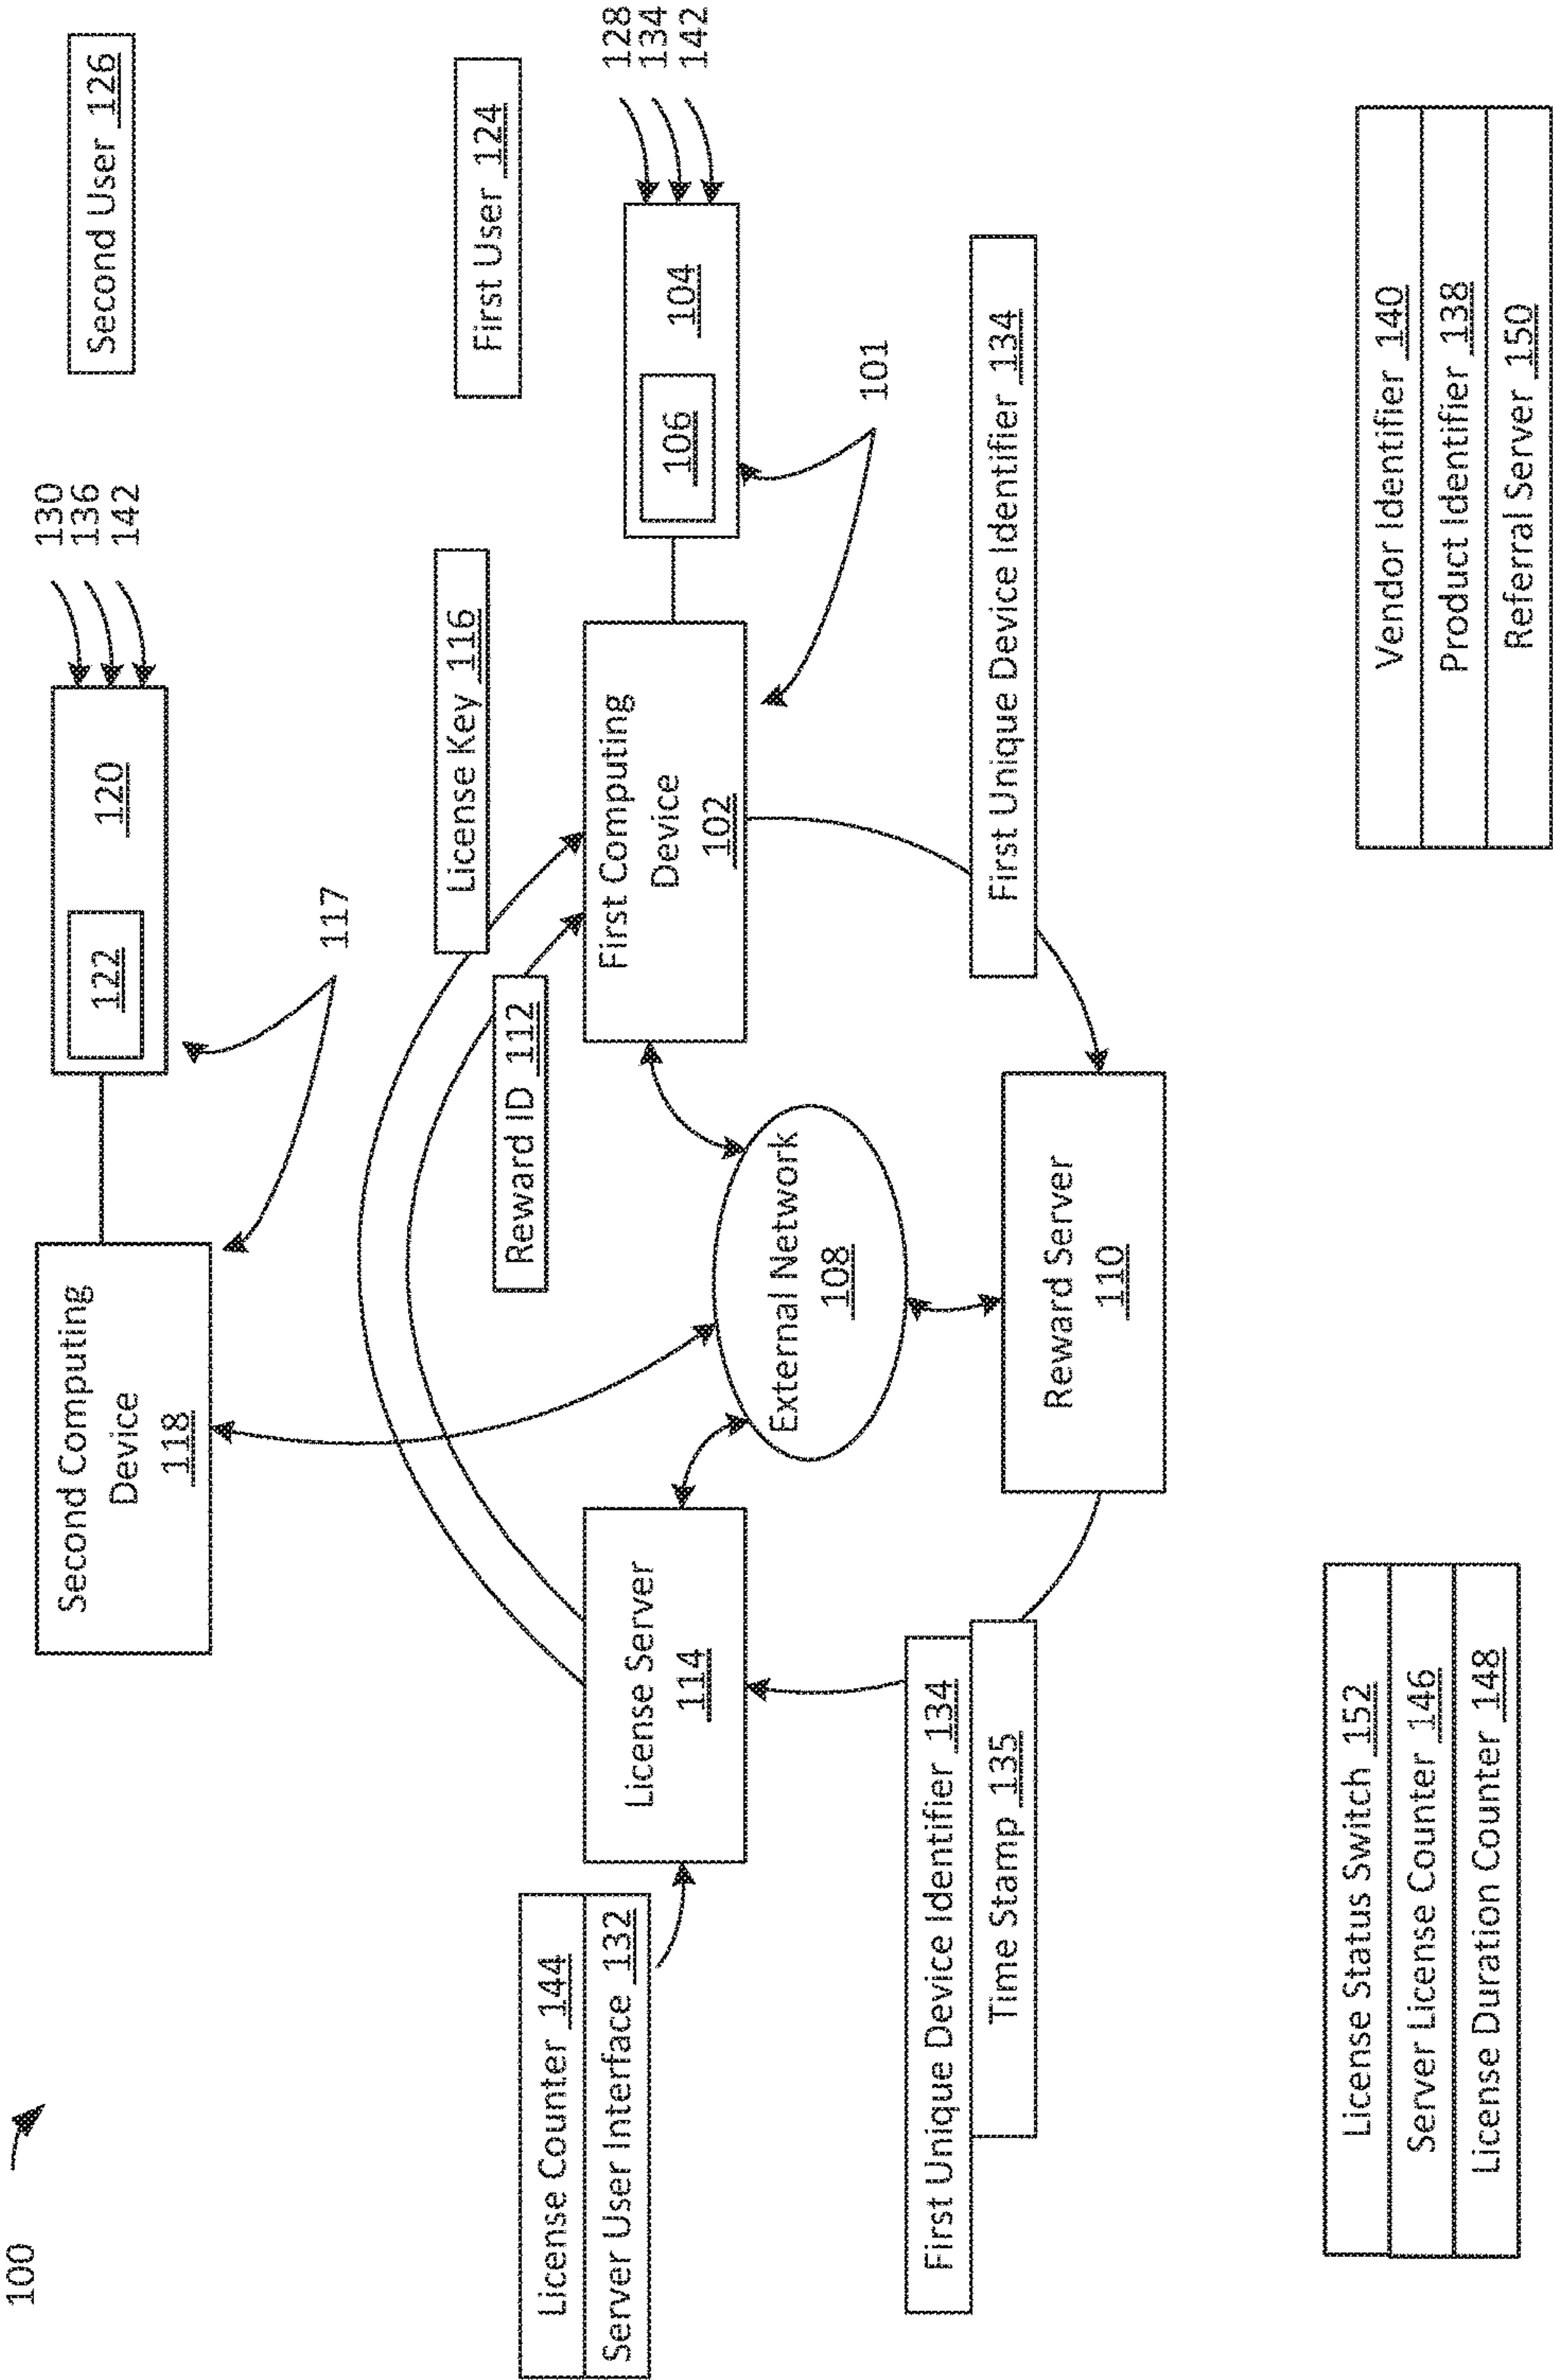 100
Second Computing
Device
118
122
120
130
136
142
Second User 126
117
License Key 116
Reward ID 112
First User 124
License Counter 144
Server User Interface 132
License Server
114
First Computing
Device
102
106
104
128
134
142
101
External Network
108
First Unique Device Identifier 134
Time Stamp 135
Reward Server
110
First Unique Device Identifier 134
License Status Switch 152
Server License Counter 146
License Duration Counter 148
Vendor Identifier 140
Product Identifier 138
Referral Server 150